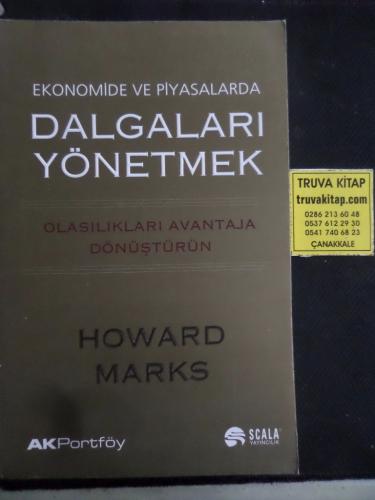 EKONOMİDE VE PİYASALARDA
DALGALARI
YÖNETMEK
OLASILIKLARI AVANTAJA
DÖNÜŞTÜRÜN
HOWARD
MARKS
AKPortföy
SCALA
YAYINCILIK
TRUVA KİTAP
truvakitap.com
0286 213 60 48
0537 612 29 30
0541 740 68 23
ÇANAKKALE